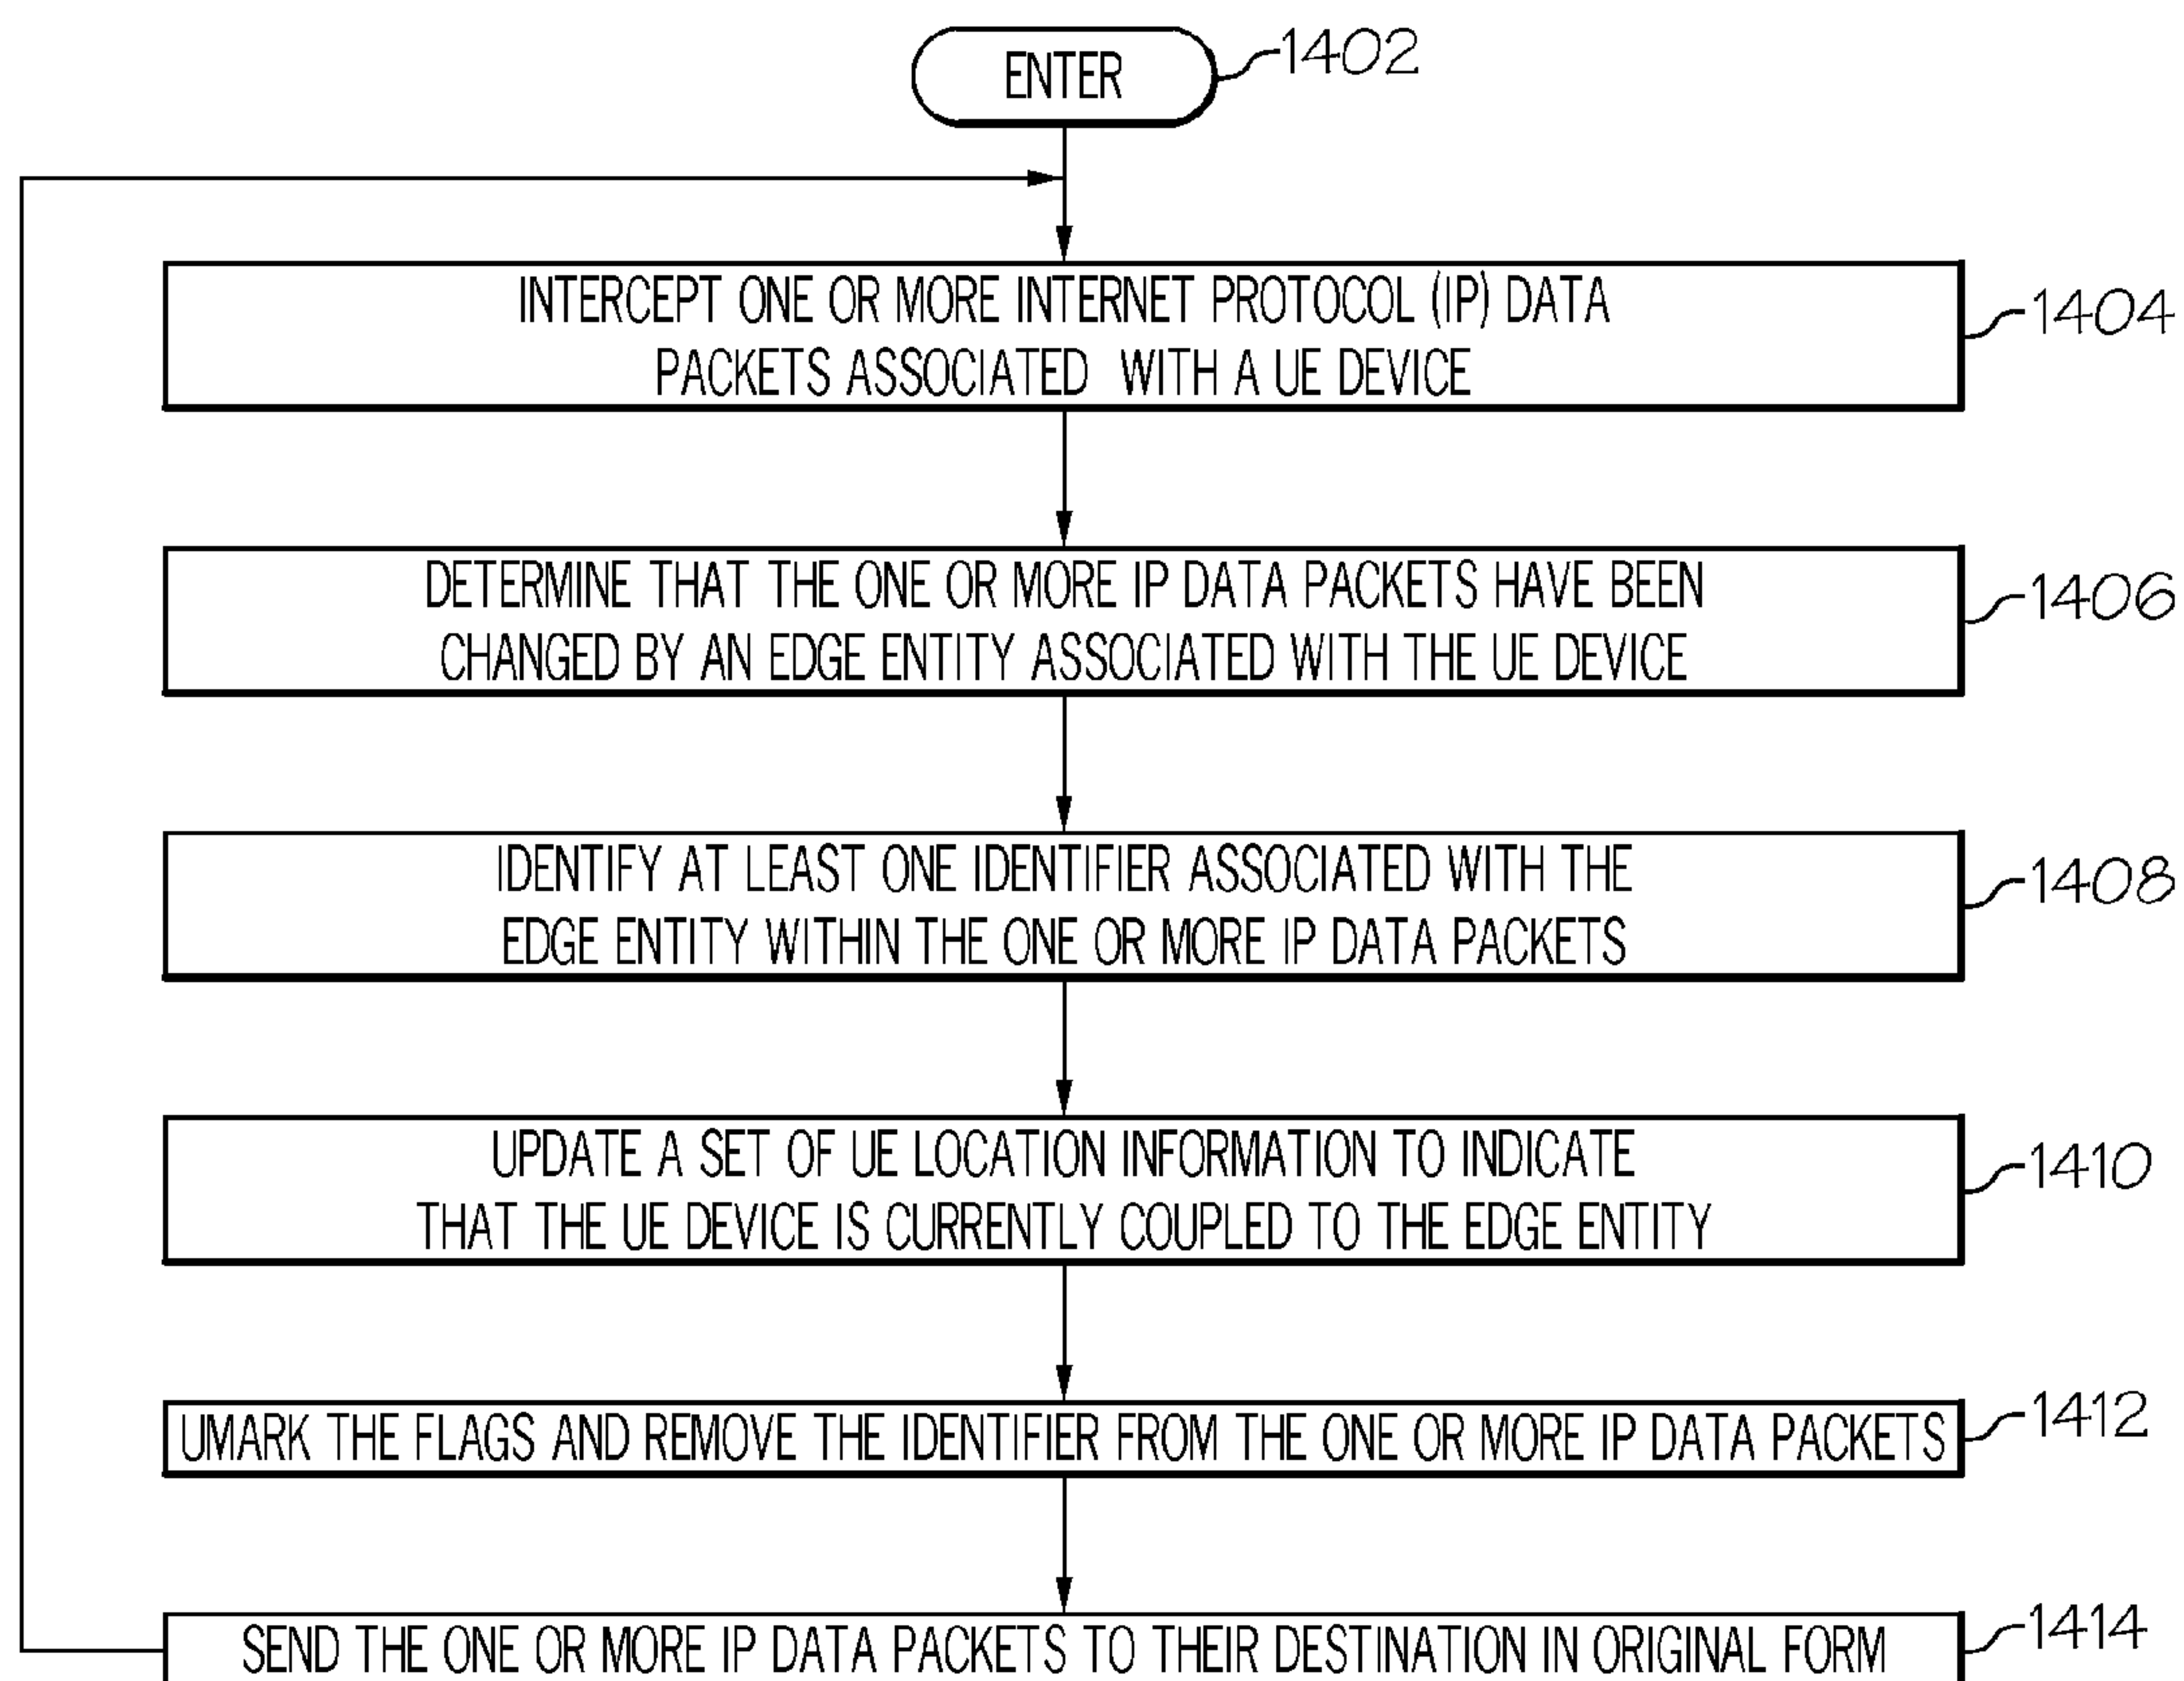 ENTER
1402
INTERCEPT ONE OR MORE INTERNET PROTOCOL (IP) DATA
PACKETS ASSOCIATED WITH A UE DEVICE
1404
DETERMINE THAT THE ONE OR MORE IP DATA PACKETS HAVE BEEN
CHANGED BY AN EDGE ENTITY ASSOCIATED WITH THE UE DEVICE
1406
IDENTIFY AT LEAST ONE IDENTIFIER ASSOCIATED WITH THE
EDGE ENTITY WITHIN THE ONE OR MORE IP DATA PACKETS
1408
UPDATE A SET OF UE LOCATION INFORMATION TO INDICATE
THAT THE UE DEVICE IS CURRENTLY COUPLED TO THE EDGE ENTITY
1410
UMARK THE FLAGS AND REMOVE THE IDENTIFIER FROM THE ONE OR MORE IP DATA PACKETS
1412
SEND THE ONE OR MORE IP DATA PACKETS TO THEIR DESTINATION IN ORIGINAL FORM
1414